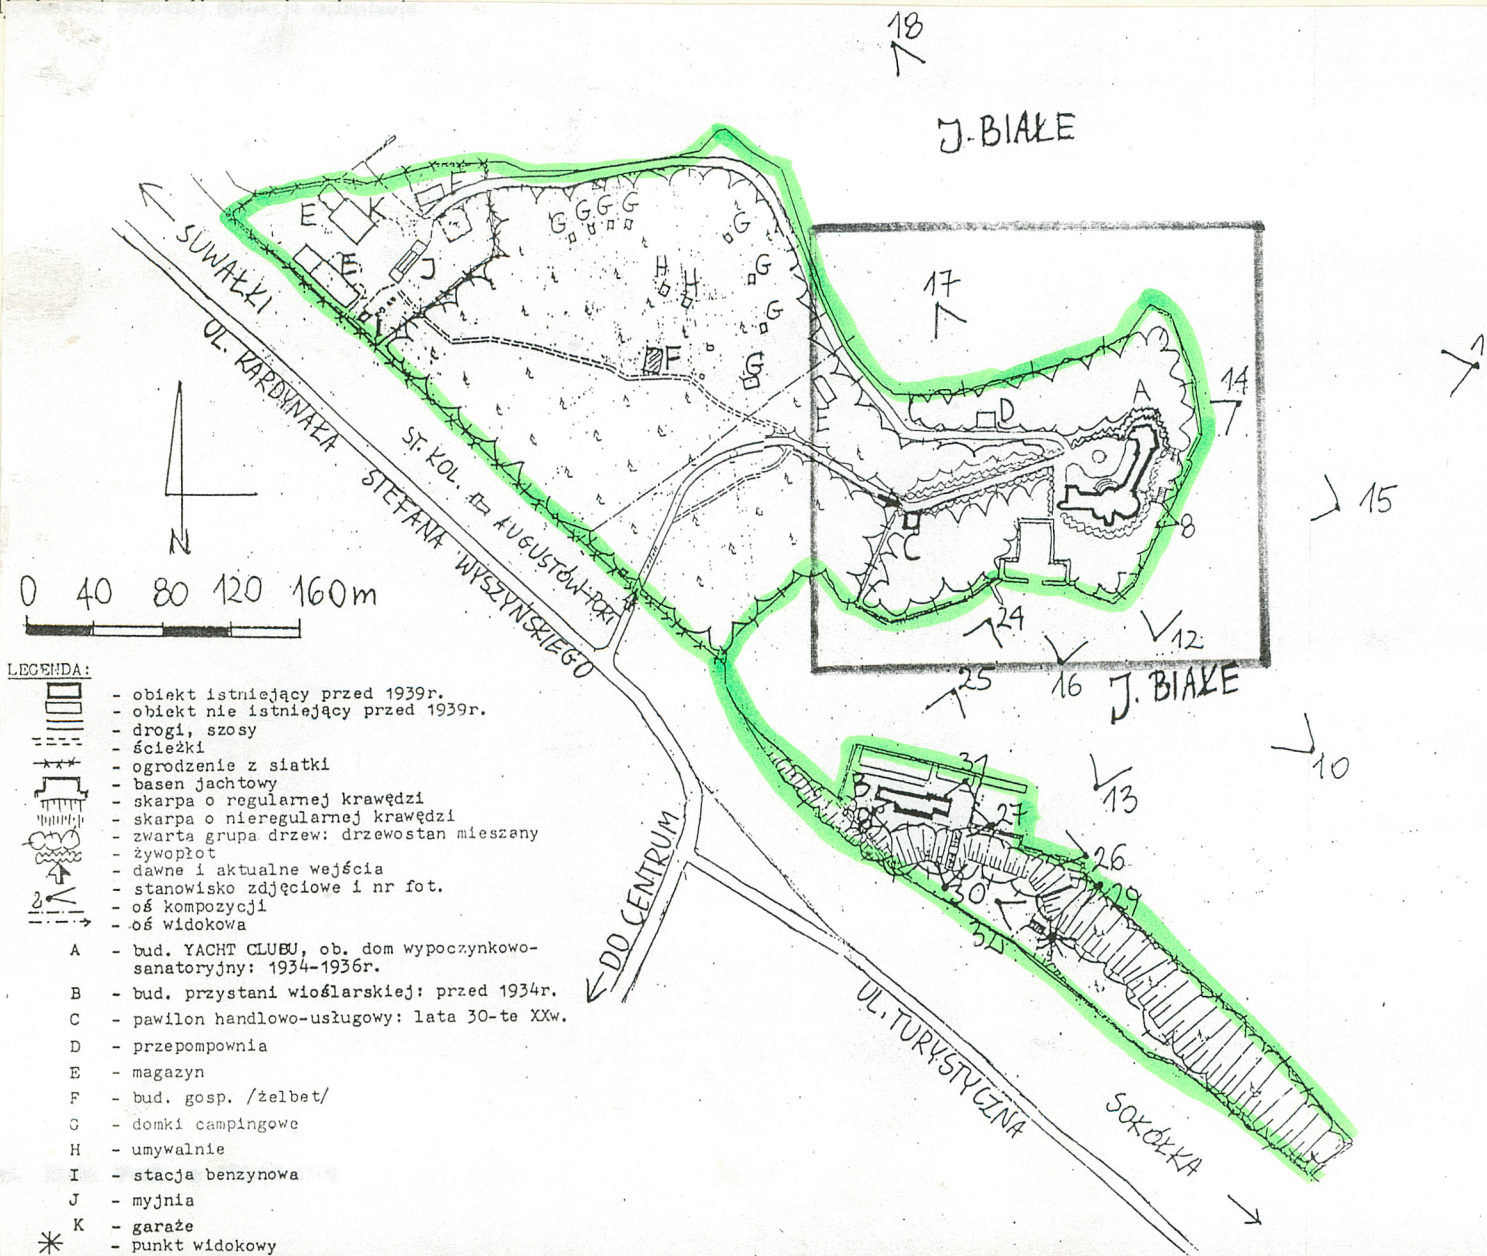 18
J. BIAŁE
SUWAŁKI
UL. KARDYNAŁA
STEFANA WYSZYŃSKIEGO
ST. KOL. AUGUSTÓW-PORT
E
K
F
E
J
I
G
G
G
G
G
H
H
G
G
F
G
17
A
D
14
1
15
8
C
24
12
25
16
J. BIAŁE
10
13
31
B
27
28
26
29
30
32
N
0 40 80 120 160m
DO CENTRUM
UL. TURYSTYCZNA
SOKÓŁKA
LEGENDA:
- obiekt istniejący przed 1939r.
- obiekt nie istniejący przed 1939r.
- drogi, szosy
- ścieżki
- ogrodzenie z siatki
- basen jachtowy
- skarpa o regularnej krawędzi
- skarpa o nieregularnej krawędzi
- zwarta grupa drzew: drzewostan mieszany
- żywopłot
- dawne i aktualne wejścia
2 - stanowisko zdjęciowe i nr fot.
- oś kompozycji
- oś widokowa
A - bud. YACHT CLUBU, ob. dom wypoczynkowo-
sanatoryjny: 1934-1936r.
B - bud. przystani wioślarskiej: przed 1934r.
C - pawilon handlowo-usługowy: lata 30-te XXw.
D - przepompownia
E - magazyn
F - bud. gosp. /żelbet/
G - domki campingowe
H - umywalnie
I - stacja benzynowa
J - myjnia
K - garaże
- punkt widokowy